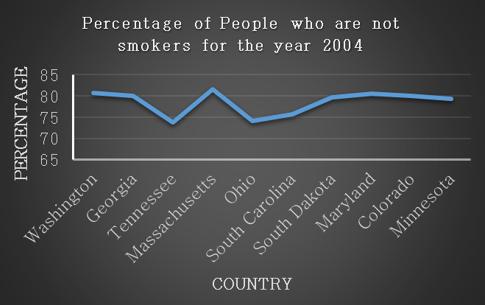 Percentage of People who are not
smokers for the year 2004
PERCENTAGE
85
80
75
70
65
Washington
Georgia
Tennessee
Massachusetts
Ohio
South Carolina
South Dakota
Maryland
Colorado
Minnesota
COUNTRY